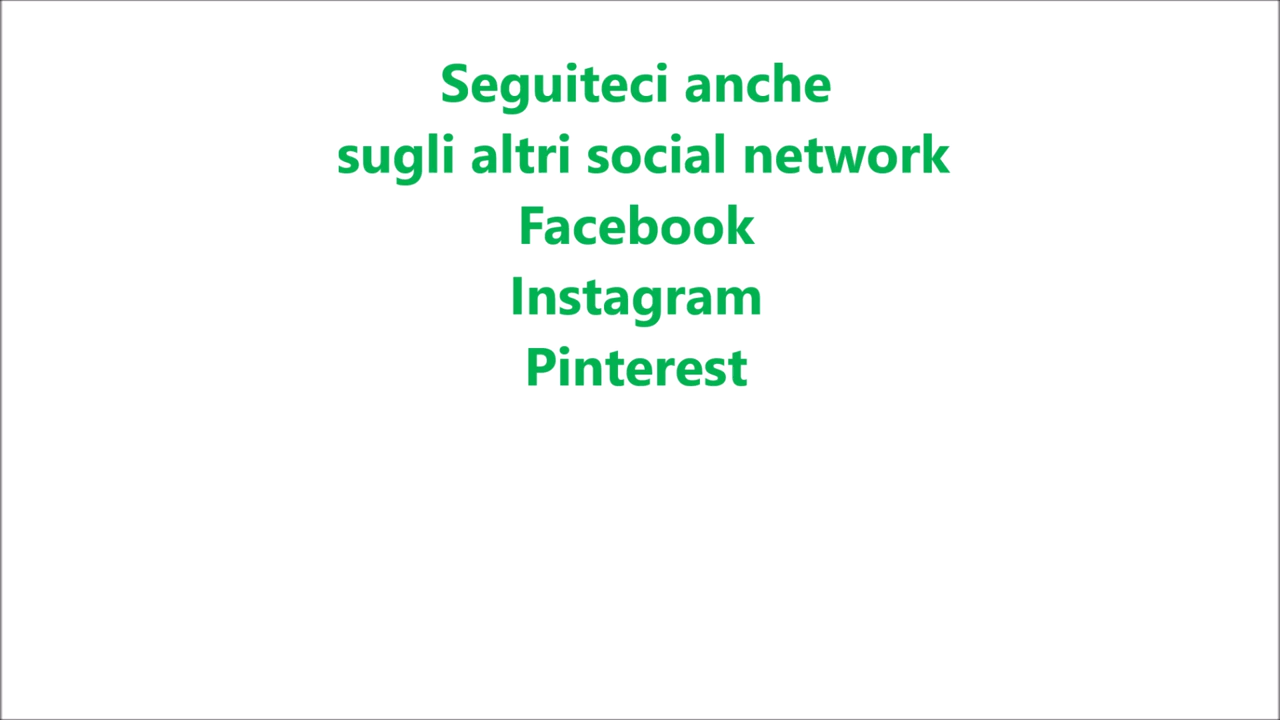 Seguiteci anche
sugli altri social network
Facebook
Instagram
Pinterest